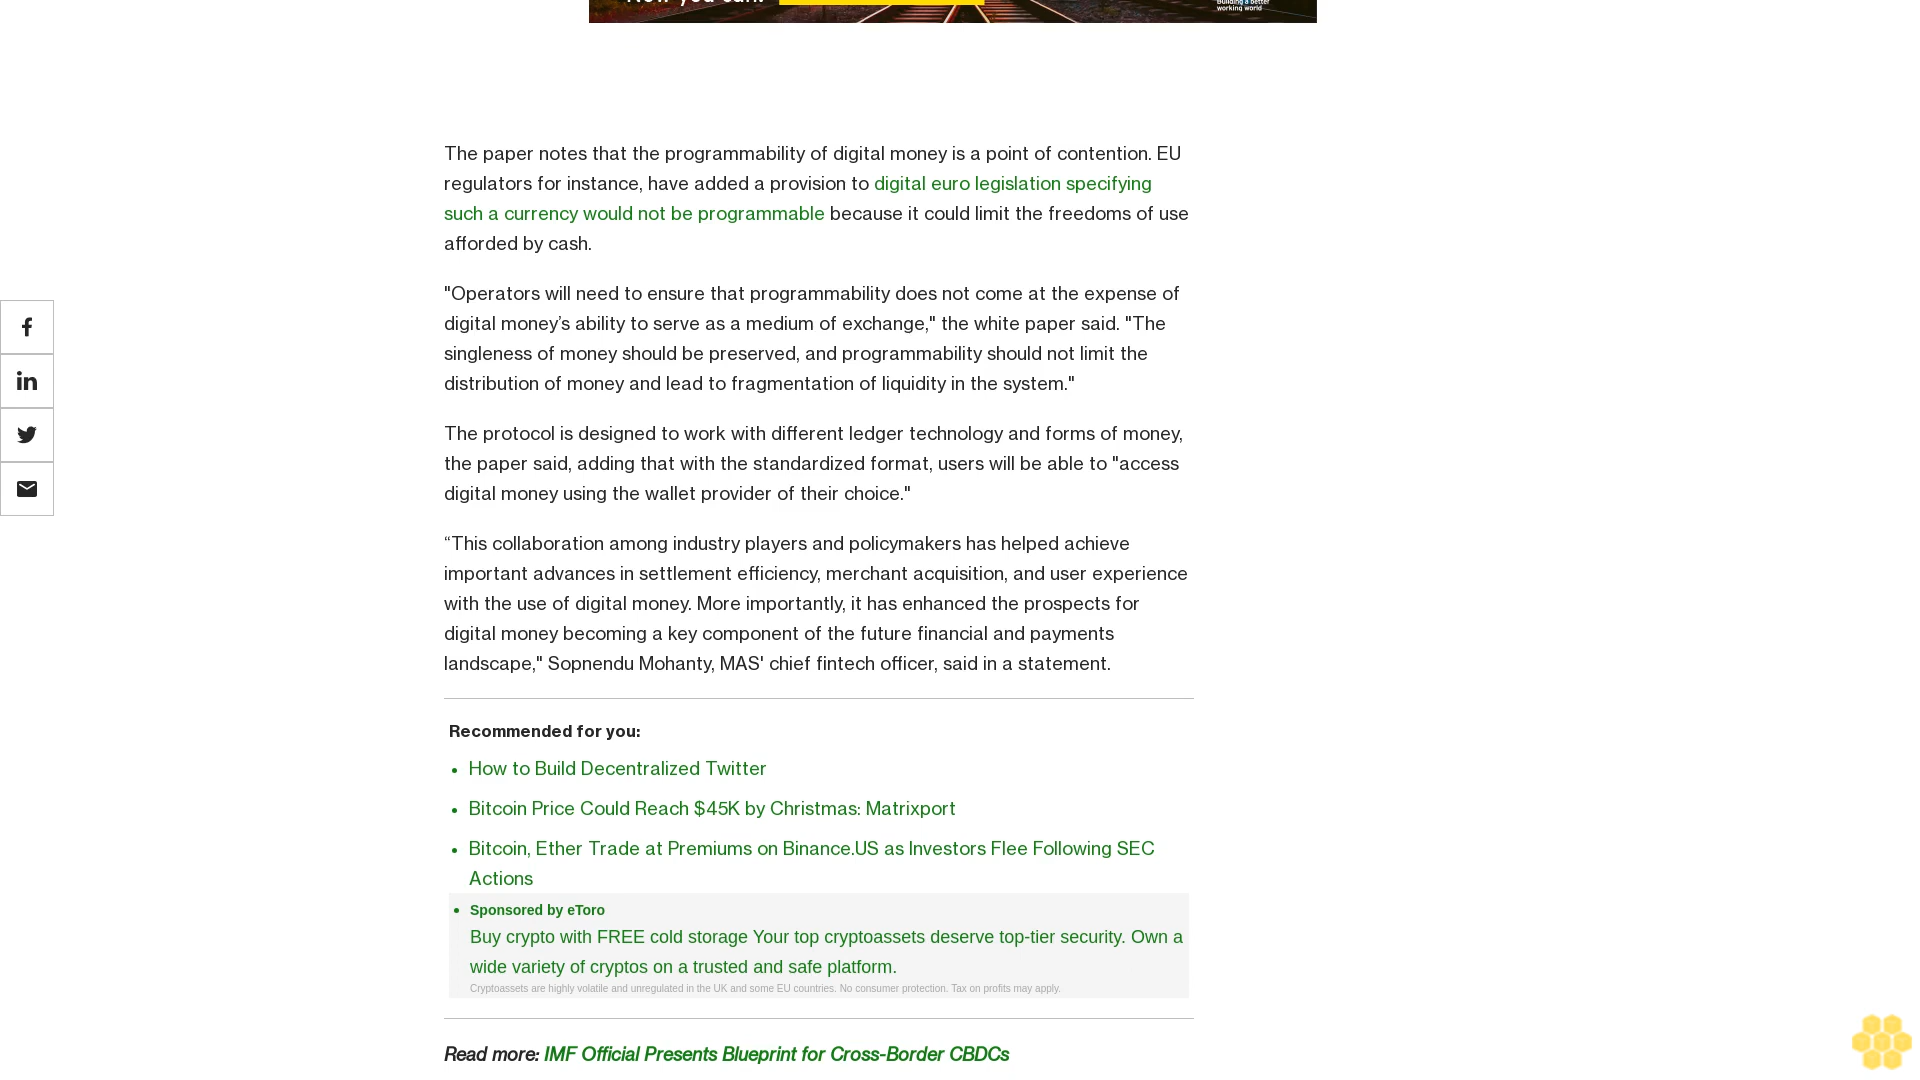 Now you can.
Building a better
working world
The paper notes that the programmability of digital money is a point of contention. EU
regulators for instance, have added a provision to digital euro legislation specifying
such a currency would not be programmable because it could limit the freedoms of use
afforded by cash.
"Operators will need to ensure that programmability does not come at the expense of
digital money’s ability to serve as a medium of exchange," the white paper said. "The
singleness of money should be preserved, and programmability should not limit the
distribution of money and lead to fragmentation of liquidity in the system."
The protocol is designed to work with different ledger technology and forms of money,
the paper said, adding that with the standardized format, users will be able to "access
digital money using the wallet provider of their choice."
“This collaboration among industry players and policymakers has helped achieve
important advances in settlement efficiency, merchant acquisition, and user experience
with the use of digital money. More importantly, it has enhanced the prospects for
digital money becoming a key component of the future financial and payments
landscape," Sopnendu Mohanty, MAS' chief fintech officer, said in a statement.
Recommended for you:
How to Build Decentralized Twitter
Bitcoin Price Could Reach $45K by Christmas: Matrixport
Bitcoin, Ether Trade at Premiums on Binance.US as Investors Flee Following SEC
Actions
Sponsored by eToro
Buy crypto with FREE cold storage Your top cryptoassets deserve top-tier security. Own a
wide variety of cryptos on a trusted and safe platform.
Cryptoassets are highly volatile and unregulated in the UK and some EU countries. No consumer protection. Tax on profits may apply.
Read more: IMF Official Presents Blueprint for Cross-Border CBDCs